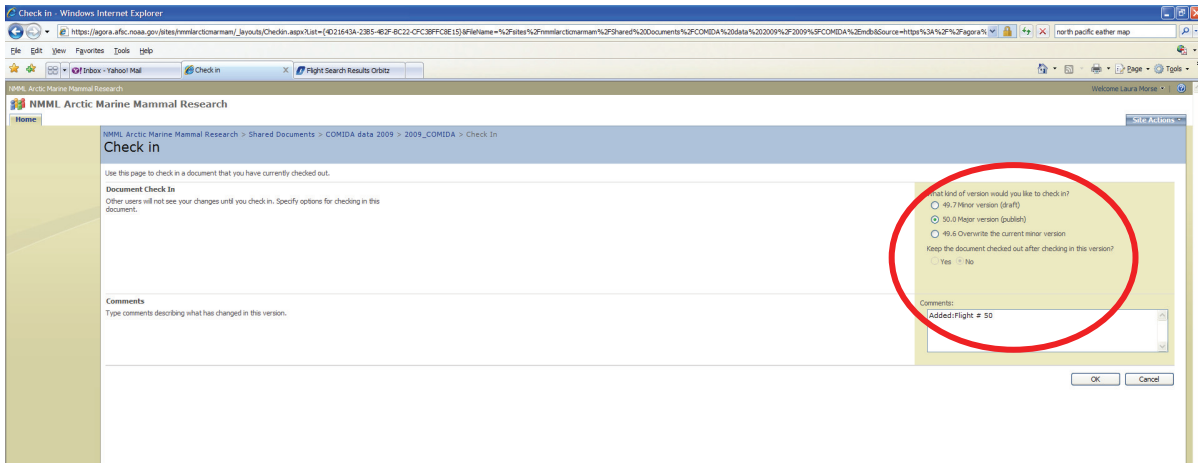 Check in - Windows Internet Explorer
https://agora.afsc.noaa.gov/sites/nmmlarcticmarmam/_layouts/Checkin.aspx?List={4D21643A-23B5-4B2F-BC22-CFC3BFFC8E15}&FileName=%2Fsites%2Fnmmlarcticmarmam%2FShared%20Documents%2FCOMIDA%20data%202009%2F2009%5FCOMIDA%2Emdb&Source=https%3A%2F%2Fagora% north pacific eather map
File Edit View Favorites Tools Help
Inbox - Yahoo! Mail Check in X Flight Search Results Orbitz Page Tools
NMML Arctic Marine Mammal Research Welcome Laura Morse
NMML Arctic Marine Mammal Research
Home Site Actions
NMML Arctic Marine Mammal Research > Shared Documents > COMIDA data 2009 > 2009_COMIDA > Check In
Check in
Use this page to check in a document that you have currently checked out.
Document Check In
Other users will not see your changes until you check in. Specify options for checking in this
document.
What kind of version would you like to check in?
49.7 Minor version (draft)
50.0 Major version (publish)
49.6 Overwrite the current minor version
Keep the document checked out after checking in this version?
Yes No
Comments
Type comments describing what has changed in this version.
Comments:
Added:Flight # 50
OK Cancel